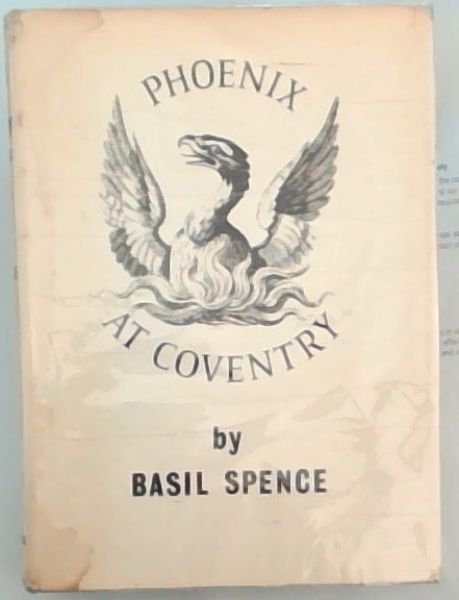 PHOENIX
AT COVENTRY
by
BASIL SPENCE